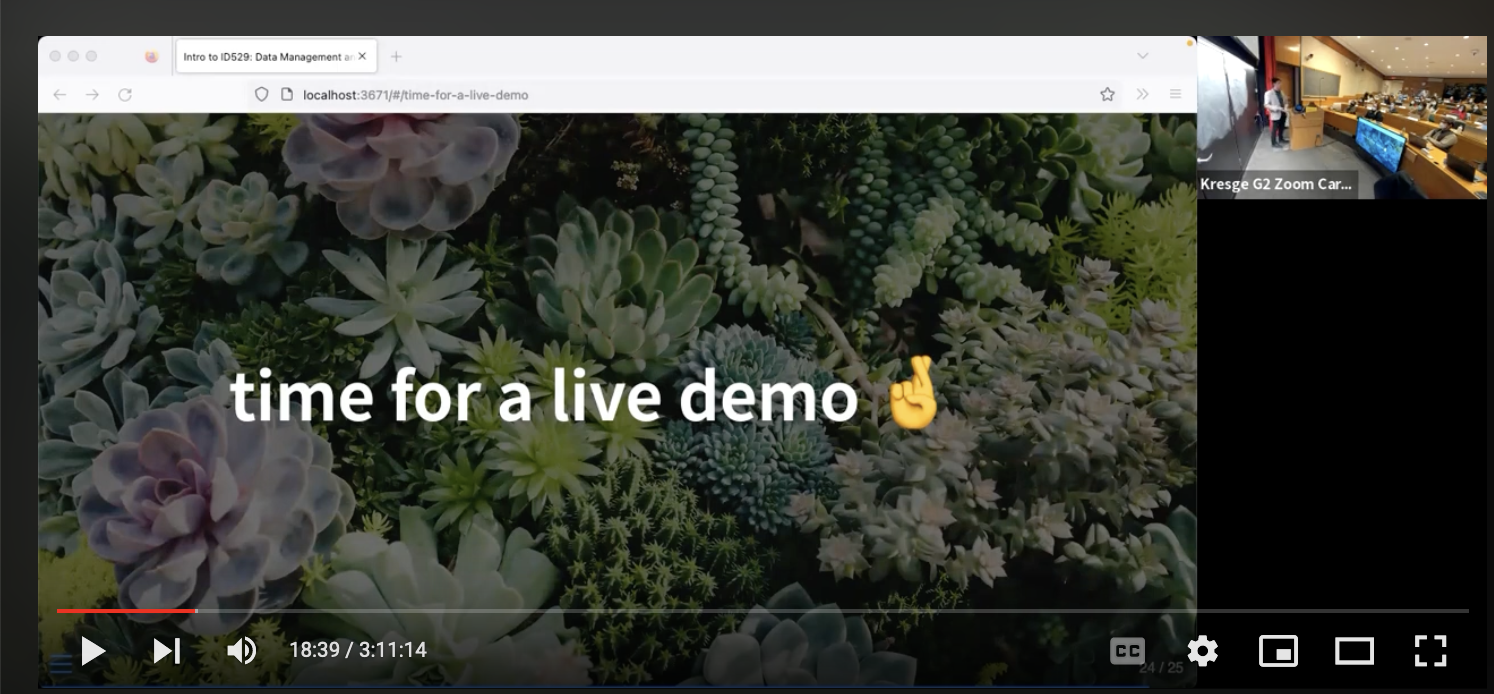 Intro to ID529: Data Management an
localhost:3671/#/time-for-a-live-demo
Kresge G2 Zoom Car...
time for a live demo 🤞
18:39 / 3:11:14
CC
24 / 25